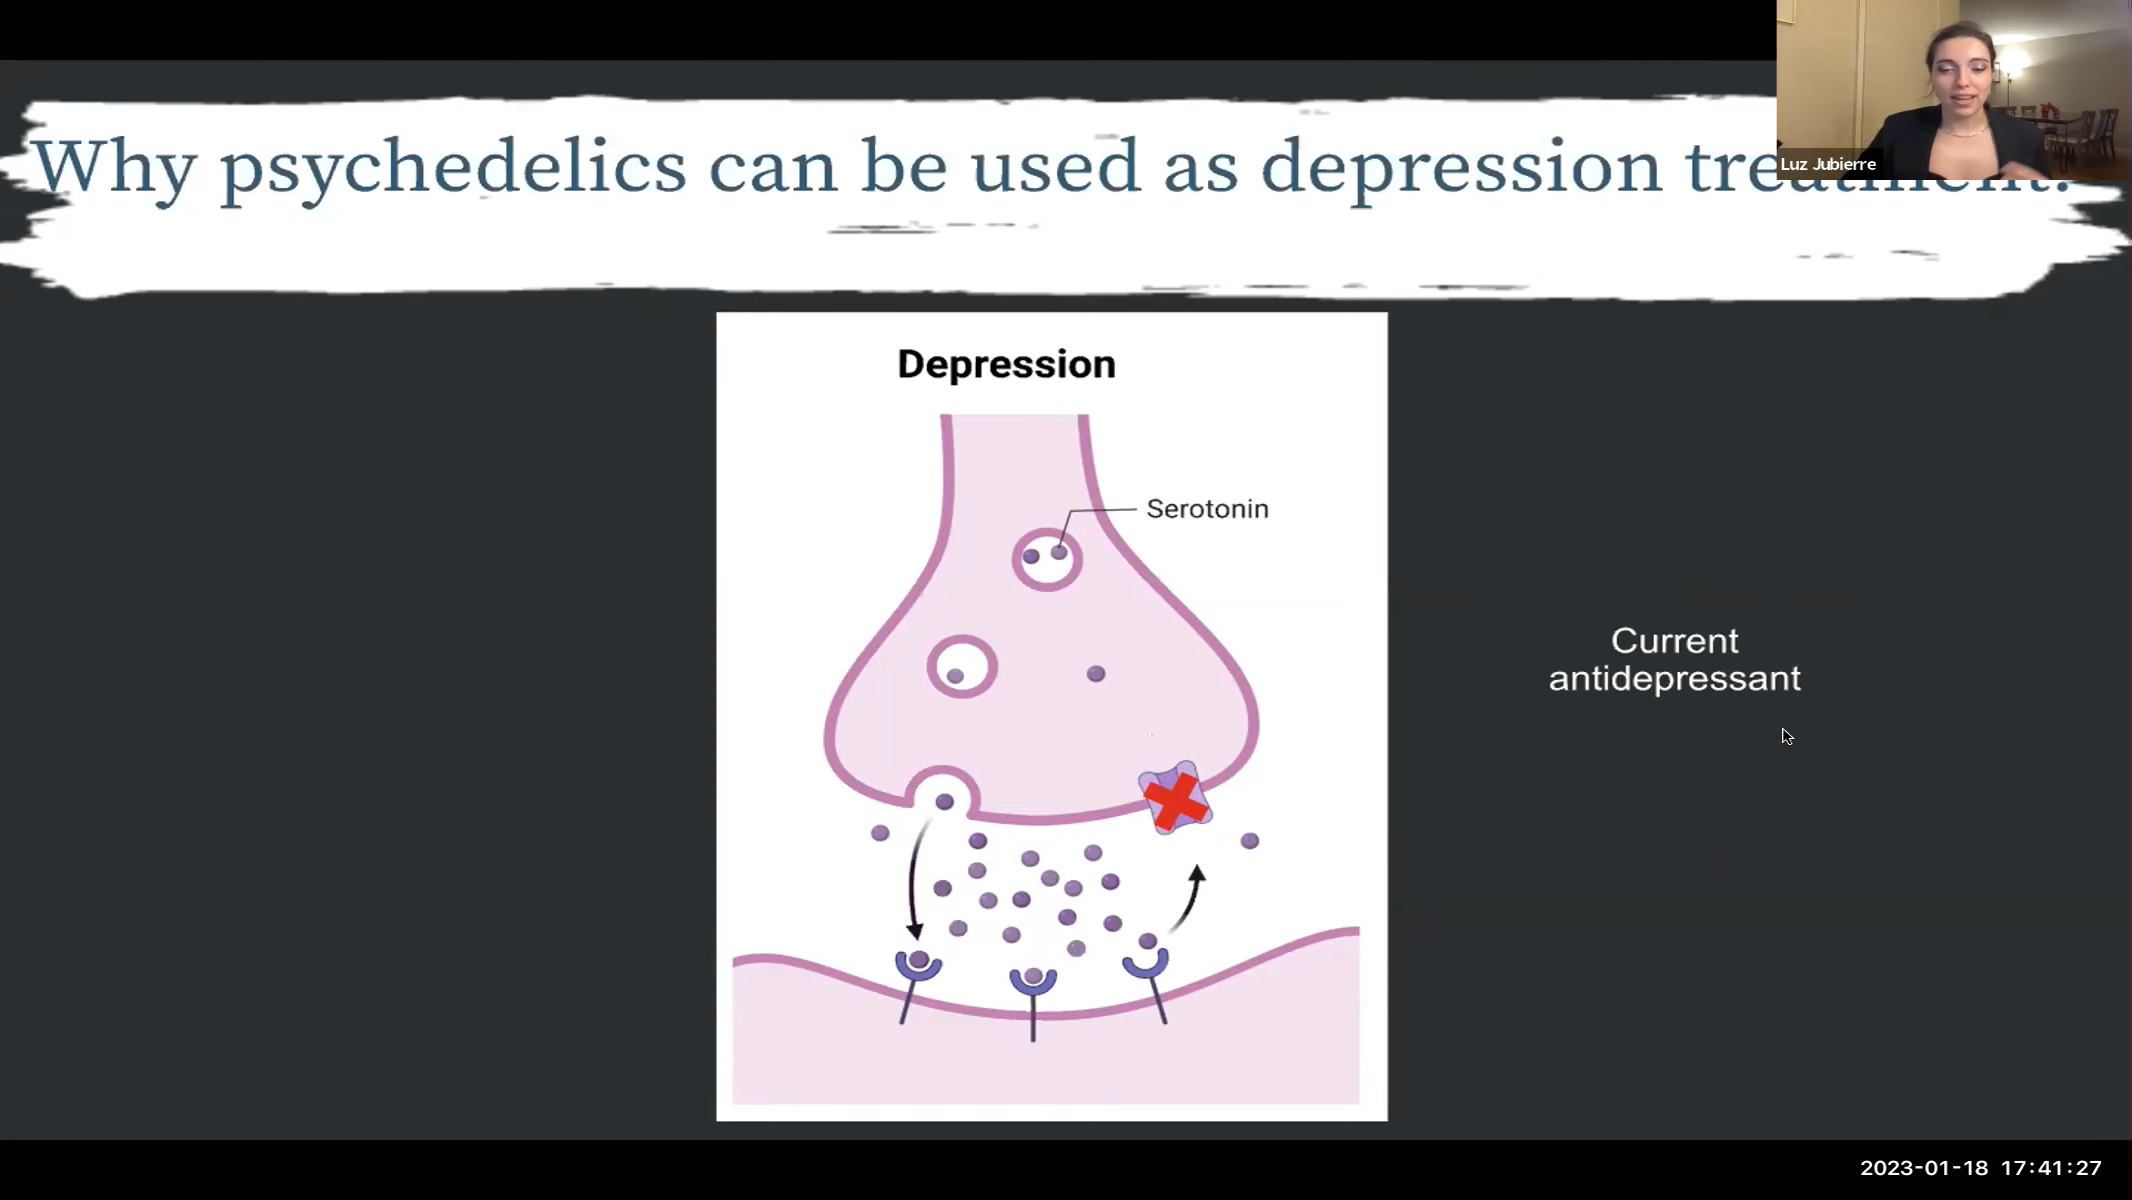 Why psychedelics can be used as depression
Luz Jubierre
Depression
Serotonin
Current
antidepressant
2023-01-18 17:41:27